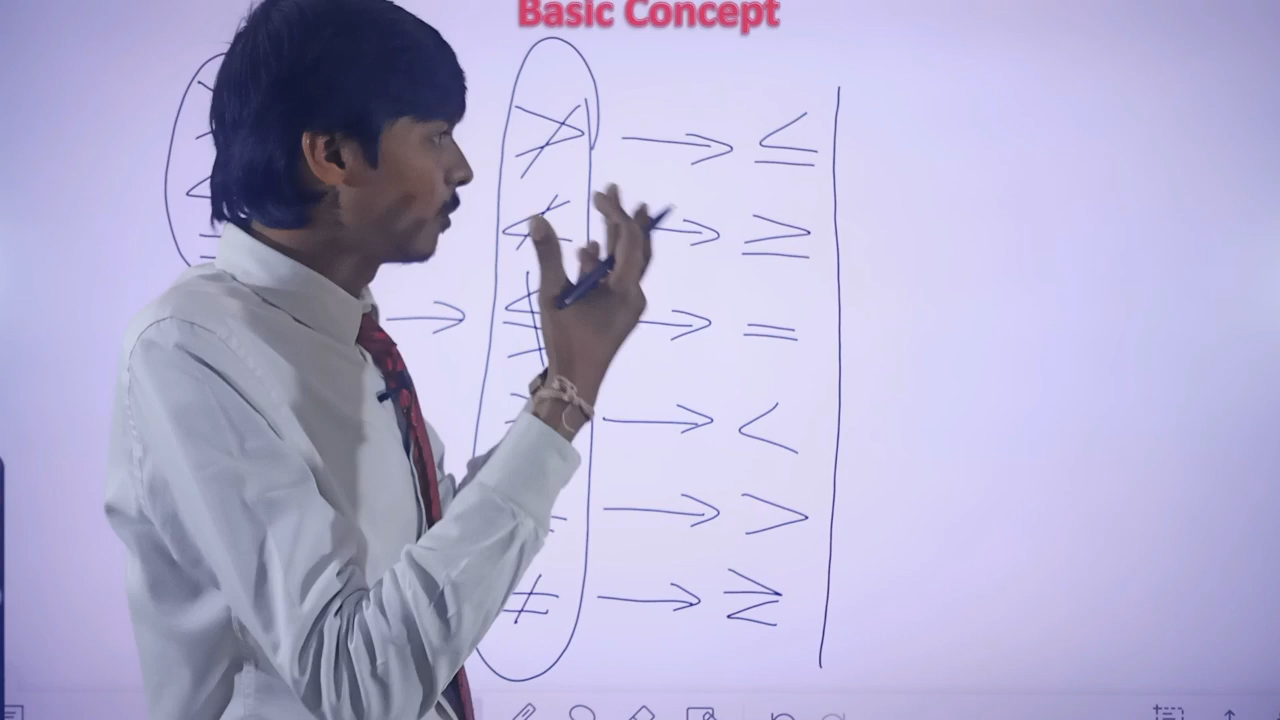 Basic Concept
≯ → ≤
≮ → ≥
→ =
→ <
→ >
≠ → ≷